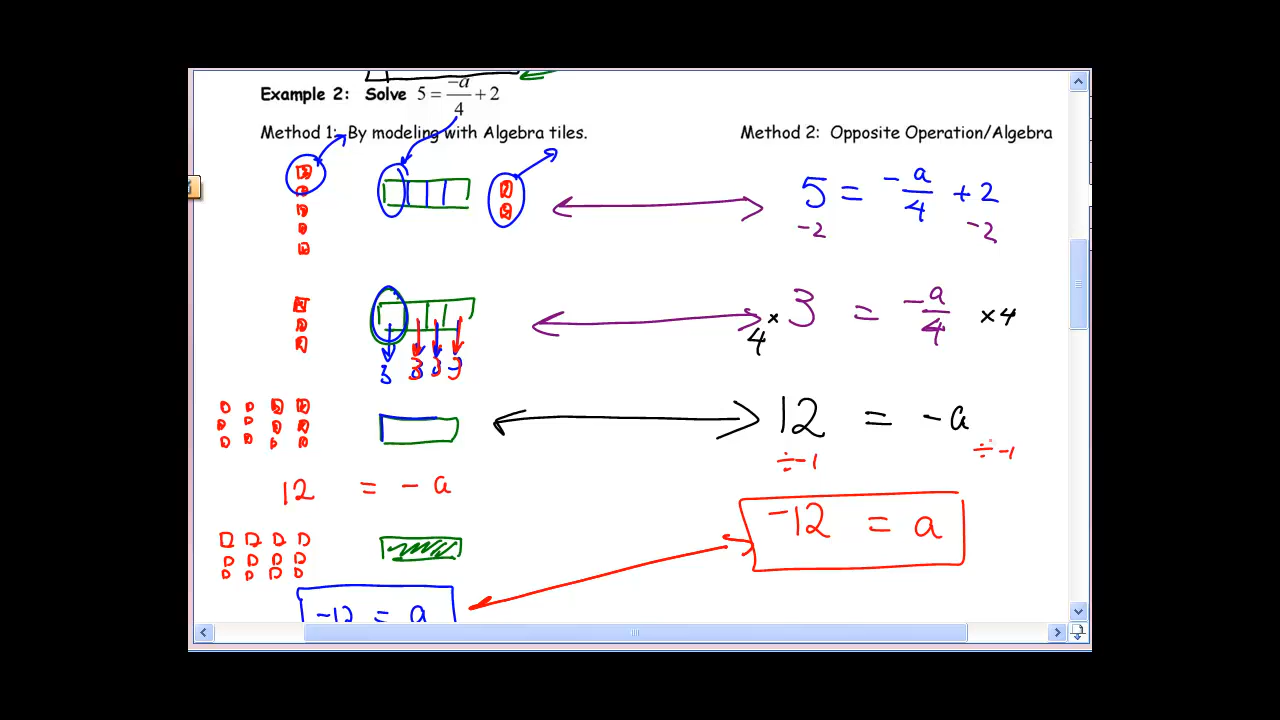 Example 2: Solve 5 = -a/4 + 2
Method 1: By modeling with Algebra tiles.
Method 2: Opposite Operation/Algebra
5 = -a/4 + 2
-2 -2
4 × 3 = -a/4 × 4
3 3 3 3
12 = -a
÷-1 ÷-1
12 = -a
-12 = a
-12 = a